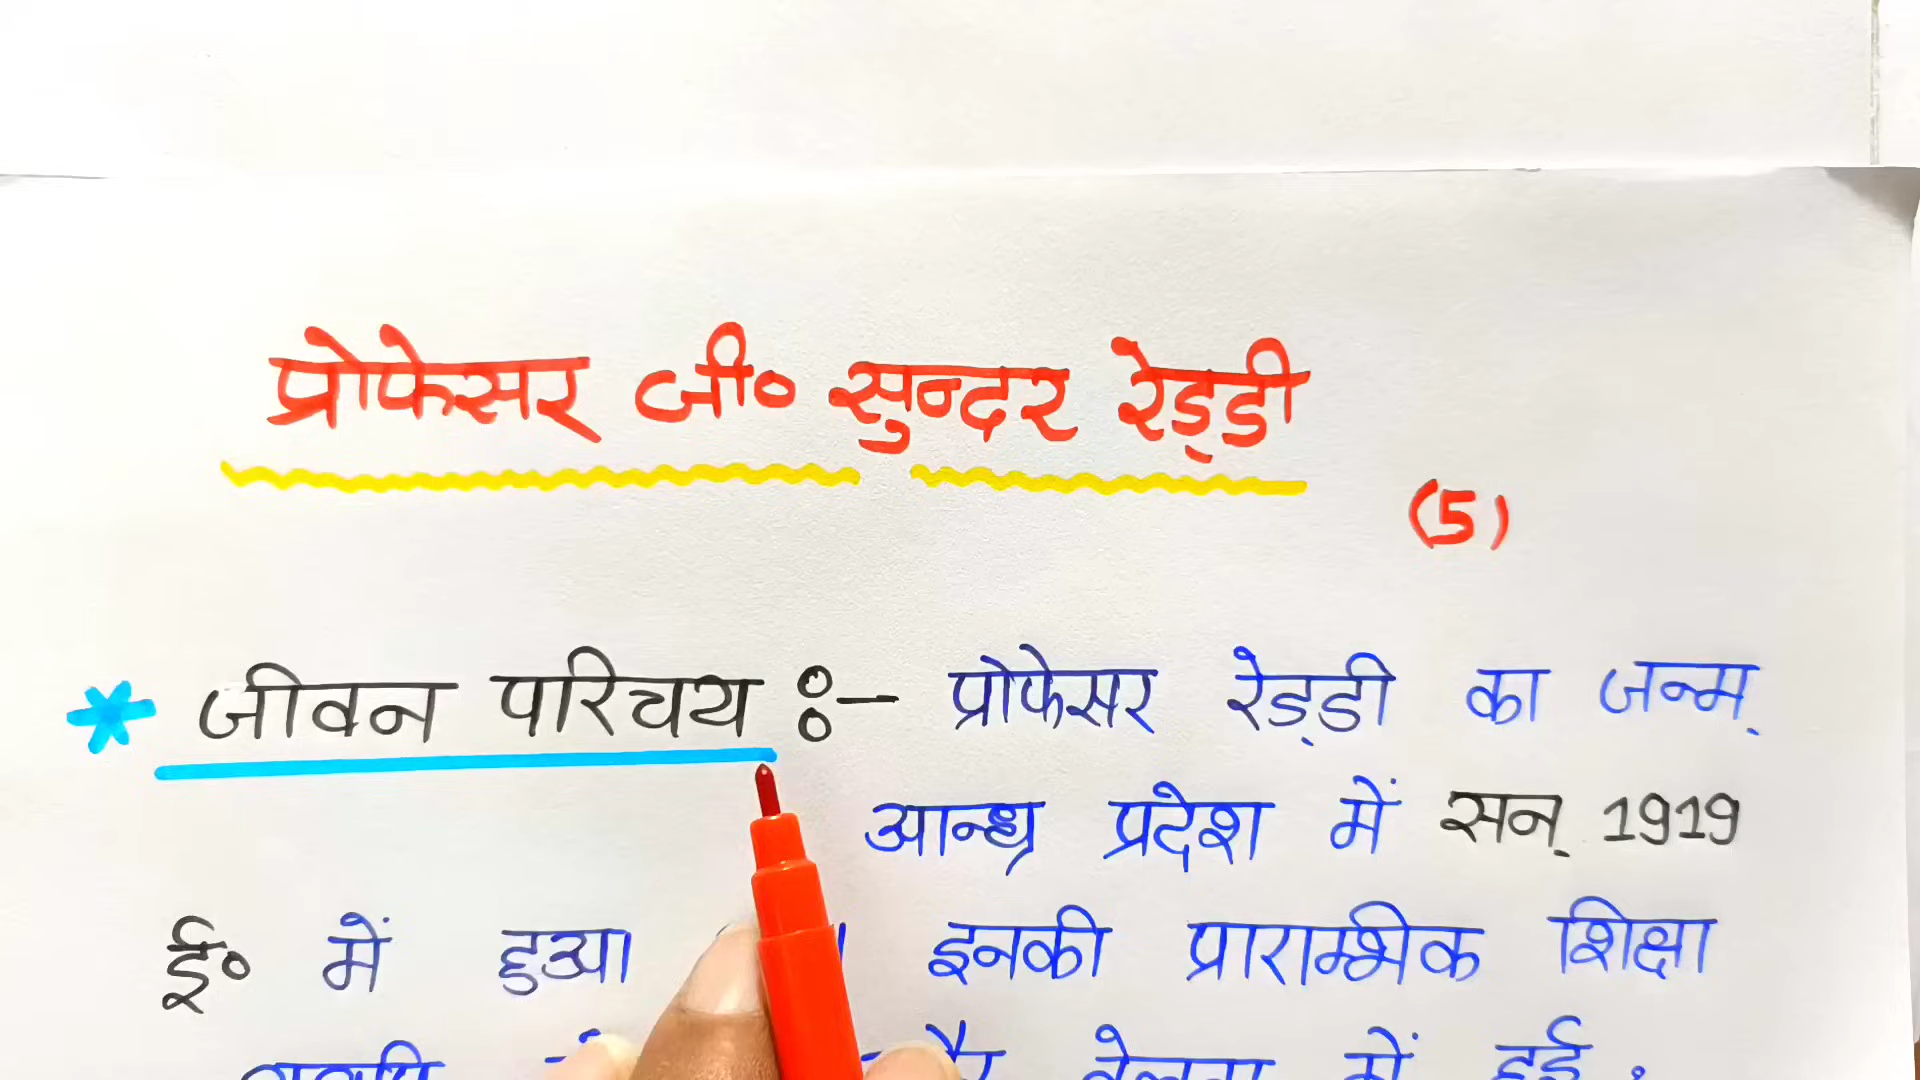 प्रोफेसर जी० सुन्दर रेड्डी
(5)
* जीवन परिचय :- प्रोफेसर रेड्डी का जन्म्
आन्ध्र प्रदेश में सन् 1919
ई० में हुआ । इनकी प्रारम्भिक शिक्षा
में हुई